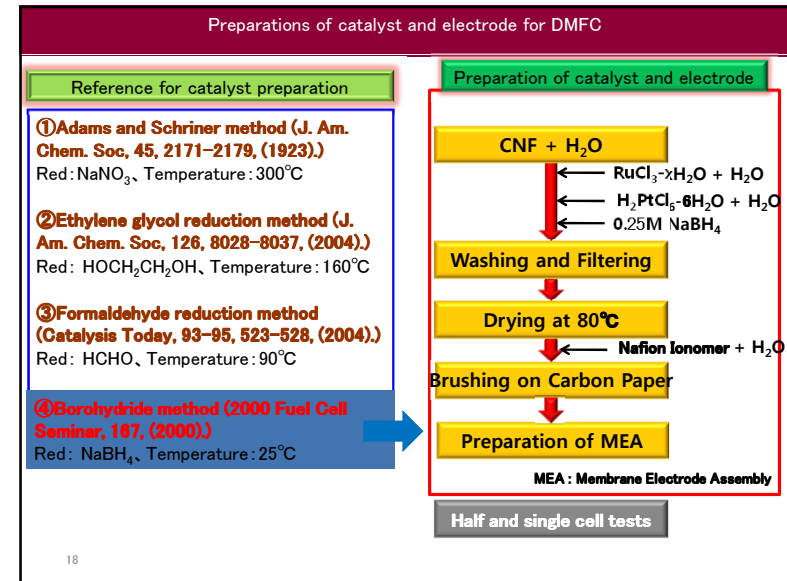 Preparations of catalyst and electrode for DMFC
Reference for catalyst preparation
①Adams and Schriner method (J. Am.
Chem. Soc, 45, 2171-2179, (1923).)
Red:NaNO₃、Temperature:300℃
②Ethylene glycol reduction method (J.
Am. Chem. Soc, 126, 8028-8037, (2004).)
Red: HOCH₂CH₂OH、Temperature:160℃
③Formaldehyde reduction method
(Catalysis Today, 93-95, 523-528, (2004).)
Red: HCHO、Temperature:90℃
④Borohydride method (2000 Fuel Cell
Seminar, 167, (2000).)
Red: NaBH₄、Temperature:25℃
Preparation of catalyst and electrode
CNF + H₂O
RuCl₃-xH₂O + H₂O
H₂PtCl₆-6H₂O + H₂O
0.25M NaBH₄
Washing and Filtering
Drying at 80℃
Nafion Ionomer + H₂O
Brushing on Carbon Paper
Preparation of MEA
MEA : Membrane Electrode Assembly
Half and single cell tests
18